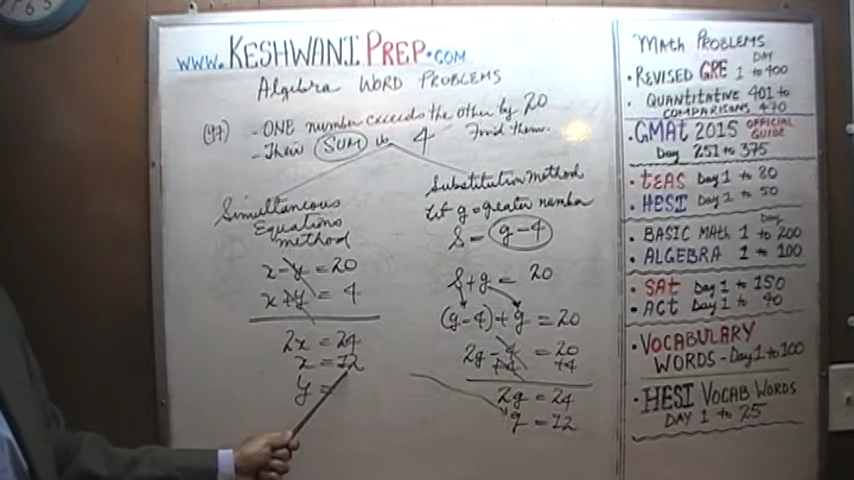 www.KESHWANIPREP.com
Algebra WORD PROBLEMS
- ONE number exceeds the other by 20
- Their SUM is 4 Find them.
Simultaneous
Equations
method
x - y = 20
x + y = 4
2x = 24
x = 12
y =
Substitution method
Let g = greater number
S = g-4
S + g = 20
(g-4) + g = 20
2g - 4 = 20
+4 +4
2g = 24
g = 12
Math PROBLEMS
DAY
• REVISED GRE 1 to 400
• QUANTITATIVE 401 to
COMPARISONS 470
• GMAt 2015 OFFICIAL GUIDE
Day 251 to 375
• tEAS Day 1 to 80
• HESI Day 1 to 50
Day
• BASIC MATH 1 to 200
• ALGEBRA 1 to 100
• SAt Day 1 to 150
• ACT Day 1 to 40
• VOCABULARY
WORDS - Day 1 to 100
• HESI VOCAB WORDS
DAY 1 to 25